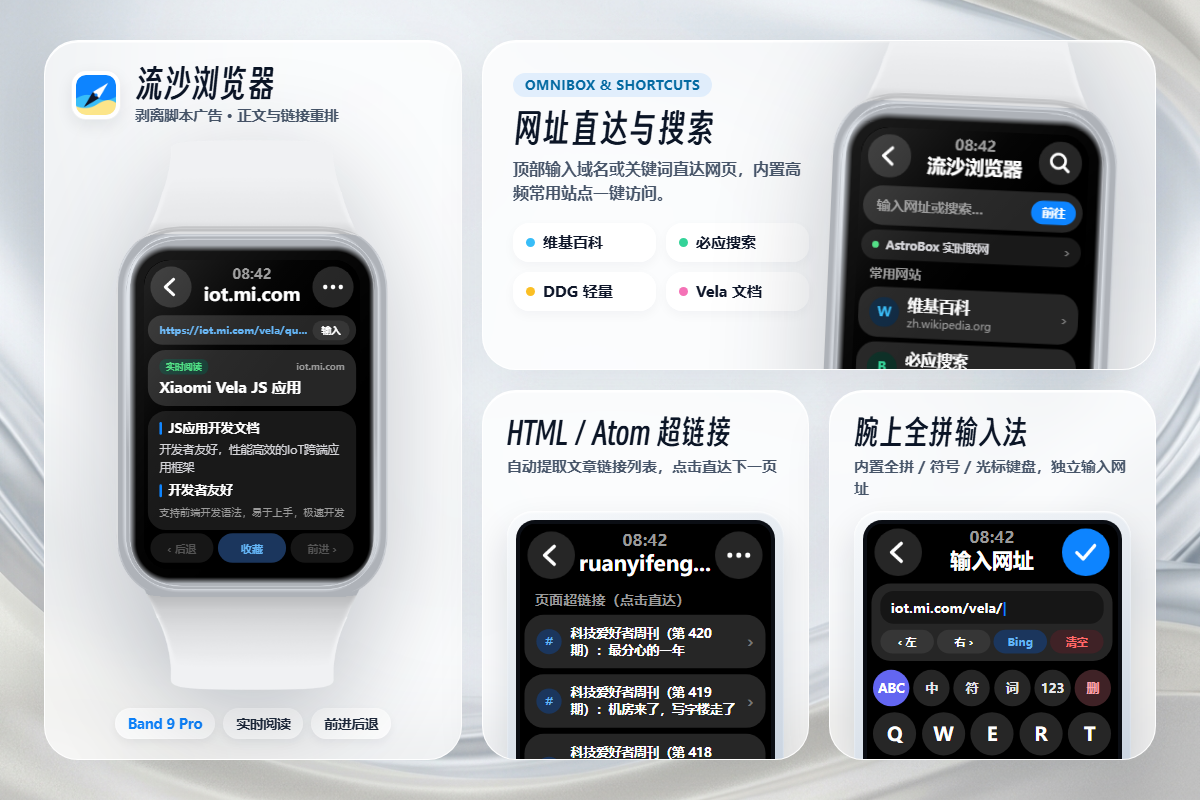 流沙浏览器
剥离脚本广告 • 正文与链接重排
08:42
iot.mi.com
https://iot.mi.com/vela/qu...
输入
实时阅读
iot.mi.com
Xiaomi Vela JS 应用
JS应用开发文档
开发者友好，性能高效的IoT跨端应
用框架
开发者友好
支持前端开发语法，易于上手，极速开发
‹ 后退
收藏
前进 ›
Band 9 Pro
实时阅读
前进后退
OMNIBOX & SHORTCUTS
网址直达与搜索
顶部输入域名或关键词直达网页，内置高
频常用站点一键访问。
维基百科
必应搜索
DDG 轻量
Vela 文档
08:42
流沙浏览器
输入网址或搜索...
前往
AstroBox 实时联网
常用网站
W
维基百科
zh.wikipedia.org
B
必应搜索
HTML / Atom 超链接
自动提取文章链接列表，点击直达下一页
08:42
ruanyifeng...
页面超链接（点击直达）
#
科技爱好者周刊（第 420
期）：最分心的一年
#
科技爱好者周刊（第 419
期）：机房来了，写字楼走了
科技爱好者周刊（第 418
腕上全拼输入法
内置全拼 / 符号 / 光标键盘，独立输入网
址
08:42
输入网址
iot.mi.com/vela/
‹ 左
右 ›
Bing
清空
ABC
中
符
词
123
删
Q
W
E
R
T